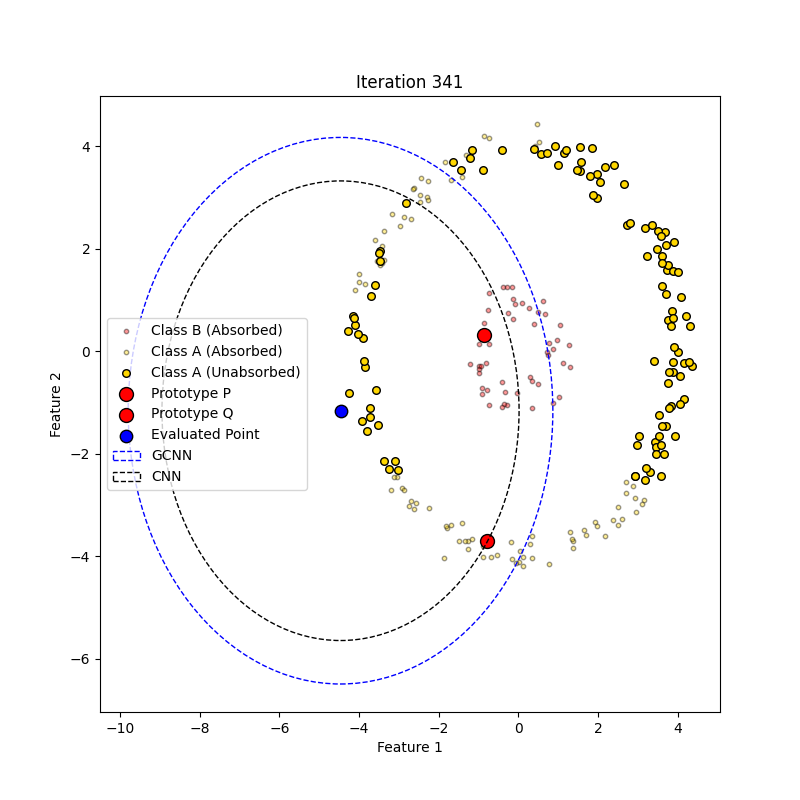 Iteration 341
4
2
0
−2
−4
−6
Feature 2
Class B (Absorbed)
Class A (Absorbed)
Class A (Unabsorbed)
Prototype P
Prototype Q
Evaluated Point
GCNN
CNN
−10
−8
−6
−4
−2
0
2
4
Feature 1